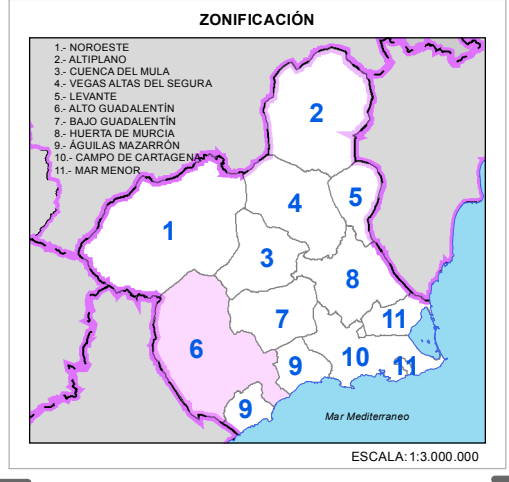 ZONIFICACIÓN
1.- NOROESTE
2.- ALTIPLANO
3.- CUENCA DEL MULA
4.- VEGAS ALTAS DEL SEGURA
5.- LEVANTE
6.- ALTO GUADALENTÍN
7.- BAJO GUADALENTÍN
8.- HUERTA DE MURCIA
9.- ÁGUILAS MAZARRÓN
10.- CAMPO DE CARTAGENA
11.- MAR MENOR
2
5
4
1
3
8
7
11
6
9
10
11
9
Mar Mediterraneo
ESCALA: 1:3.000.000